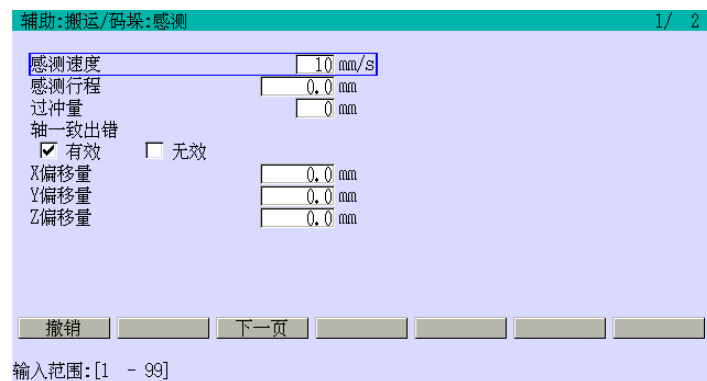 辅助:搬运/码垛:感测 1/ 2
感测速度 10 mm/s
感测行程 0.0 mm
过冲量 0 mm
轴一致出错
有效 无效
X偏移量 0.0 mm
Y偏移量 0.0 mm
Z偏移量 0.0 mm
撤销 下一页
输入范围:[1 - 99]